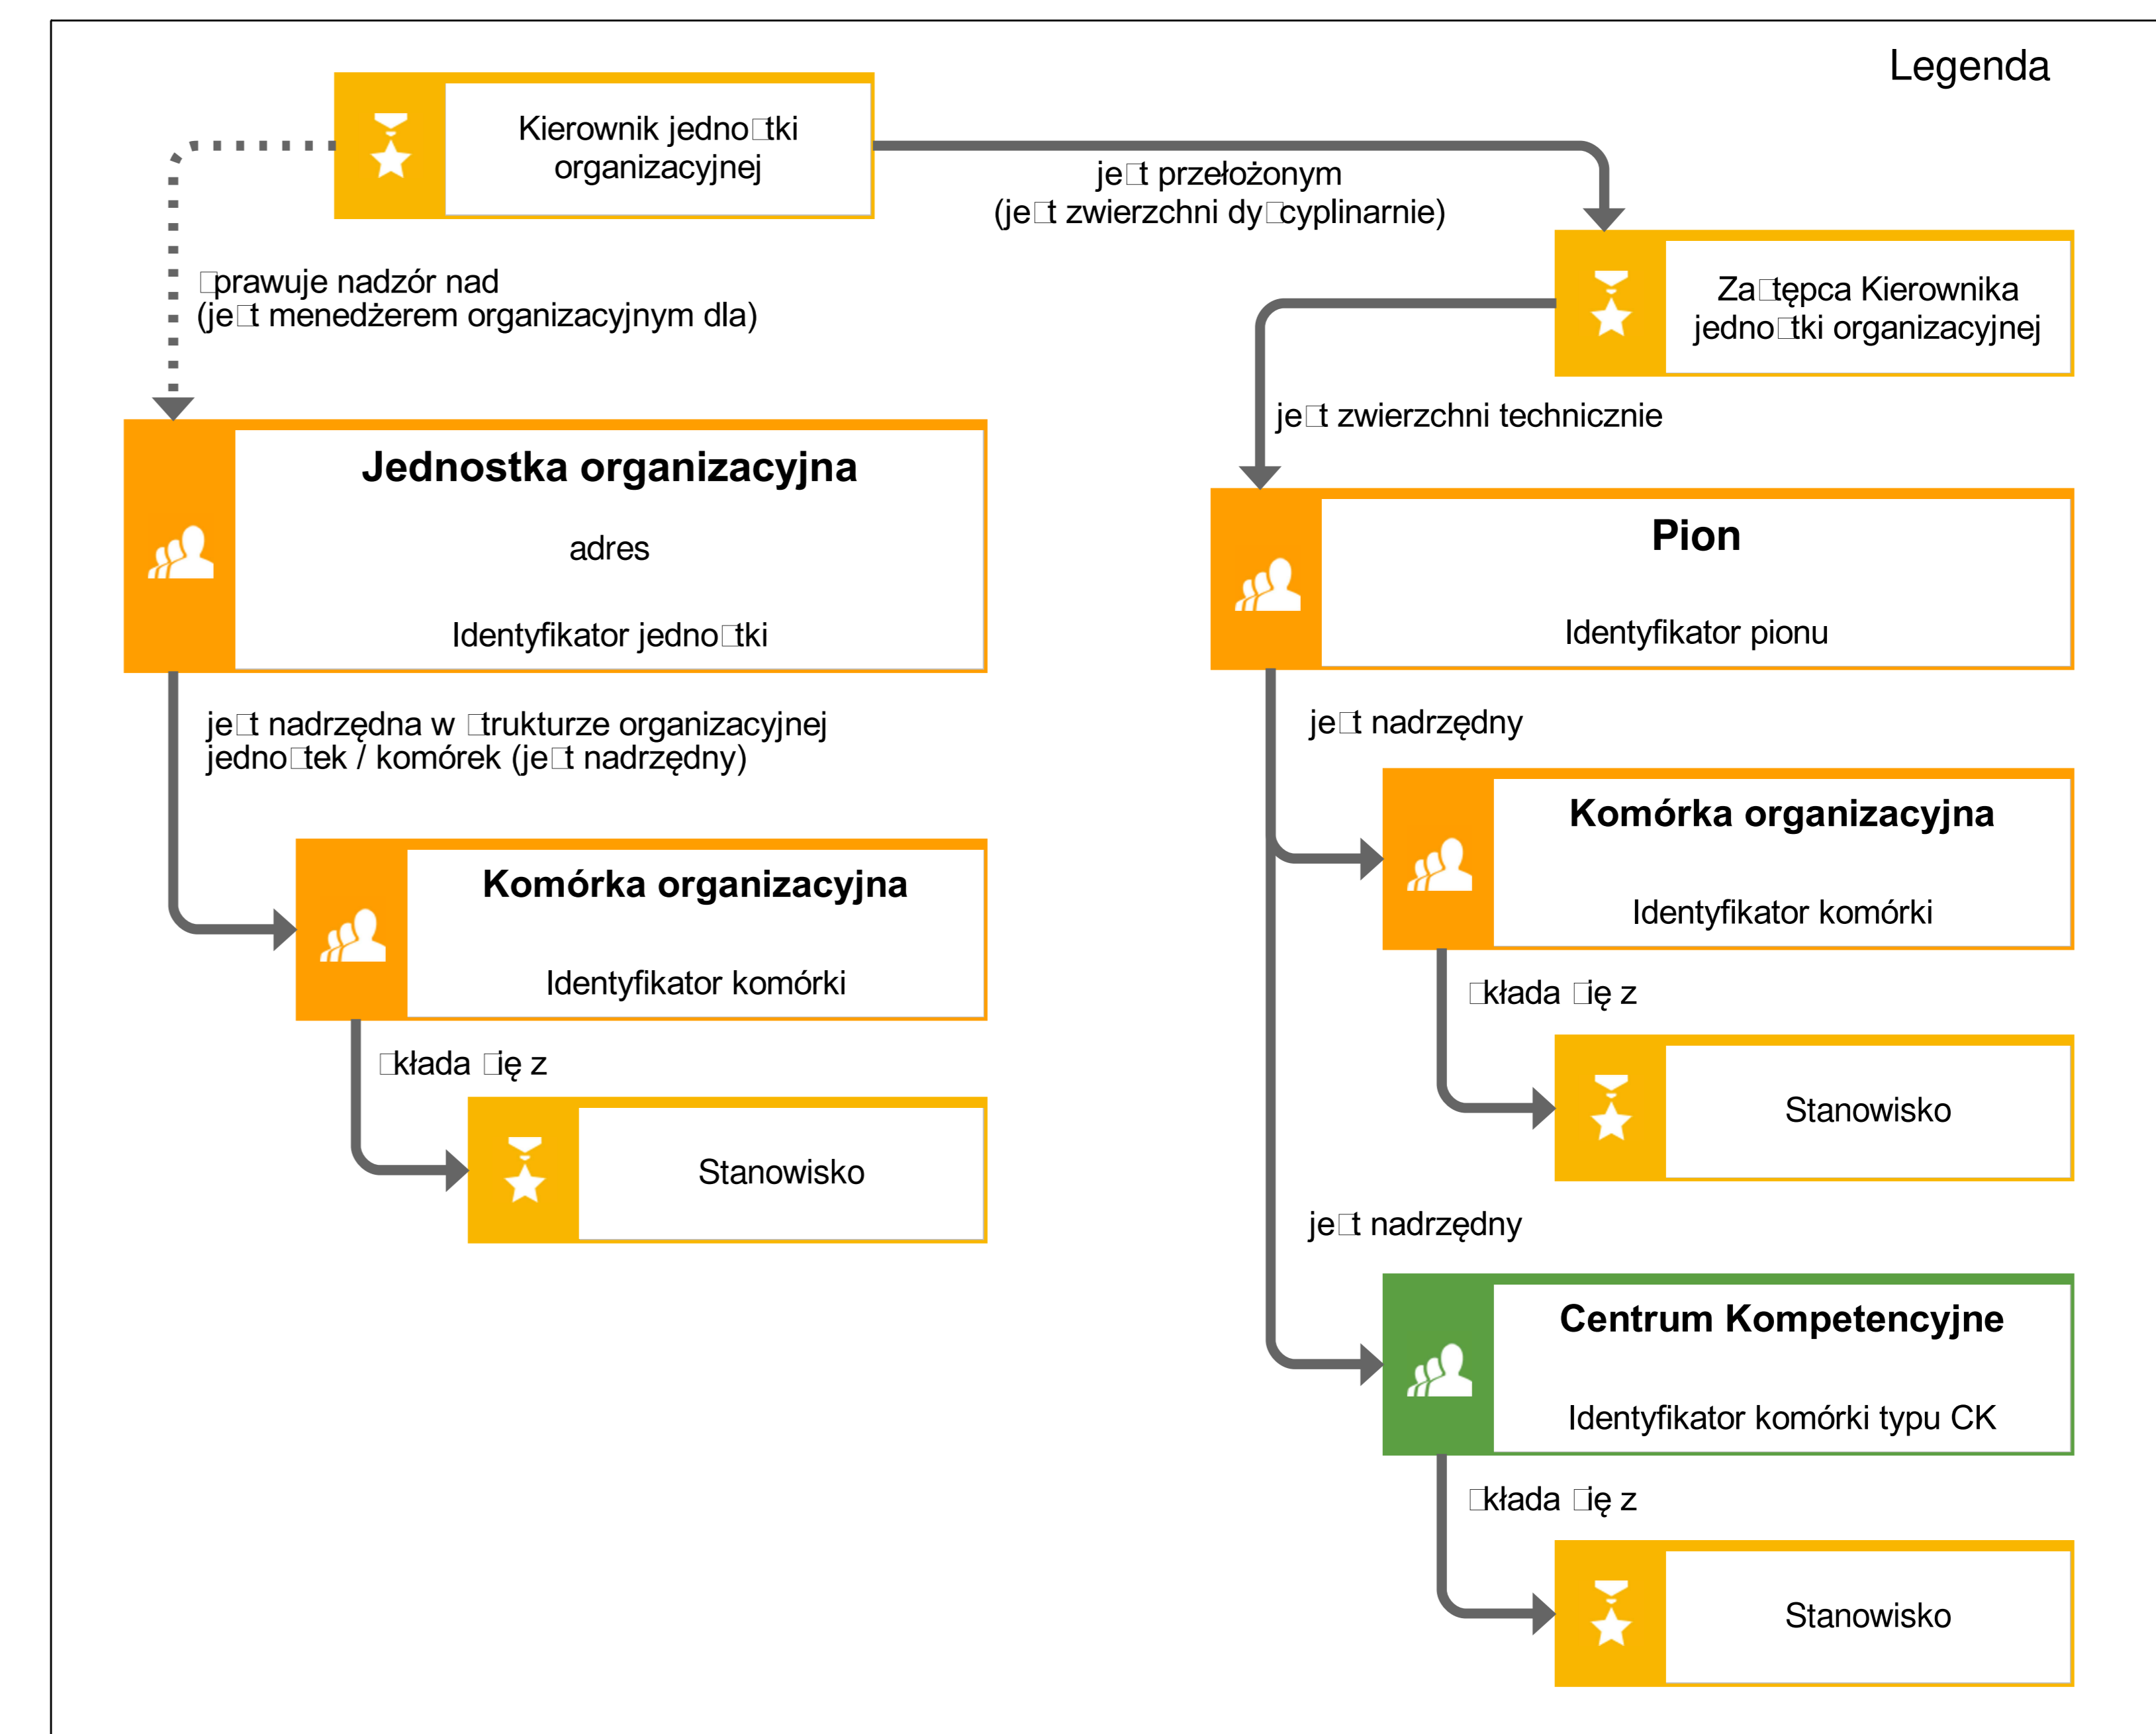 Legenda
Kierownik jedno□tki
organizacyjnej
je□t przełożonym
(je□t zwierzchni dy□cyplinarnie)
□prawuje nadzór nad
(je□t menedżerem organizacyjnym dla)
Za□tępca Kierownika
jedno□tki organizacyjnej
je□t zwierzchni technicznie
Jednostka organizacyjna
adres
Identyfikator jedno□tki
Pion
Identyfikator pionu
je□t nadrzędna w □trukturze organizacyjnej
jedno□tek / komórek (je□t nadrzędny)
je□t nadrzędny
Komórka organizacyjna
Identyfikator komórki
Komórka organizacyjna
Identyfikator komórki
□kłada □ię z
Stanowisko
□kłada □ię z
Stanowisko
je□t nadrzędny
Centrum Kompetencyjne
Identyfikator komórki typu CK
□kłada □ię z
Stanowisko